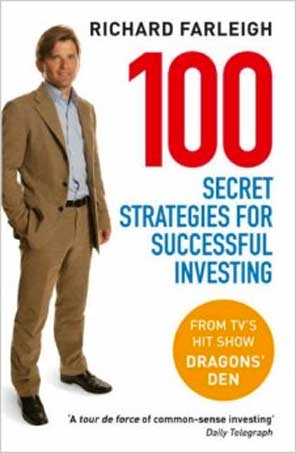 RICHARD FARLEIGH
100
SECRET
STRATEGIES FOR
SUCCESSFUL
INVESTING
FROM TV'S
HIT SHOW
DRAGONS'
DEN
'A tour de force of common-sense investing'
Daily Telegraph